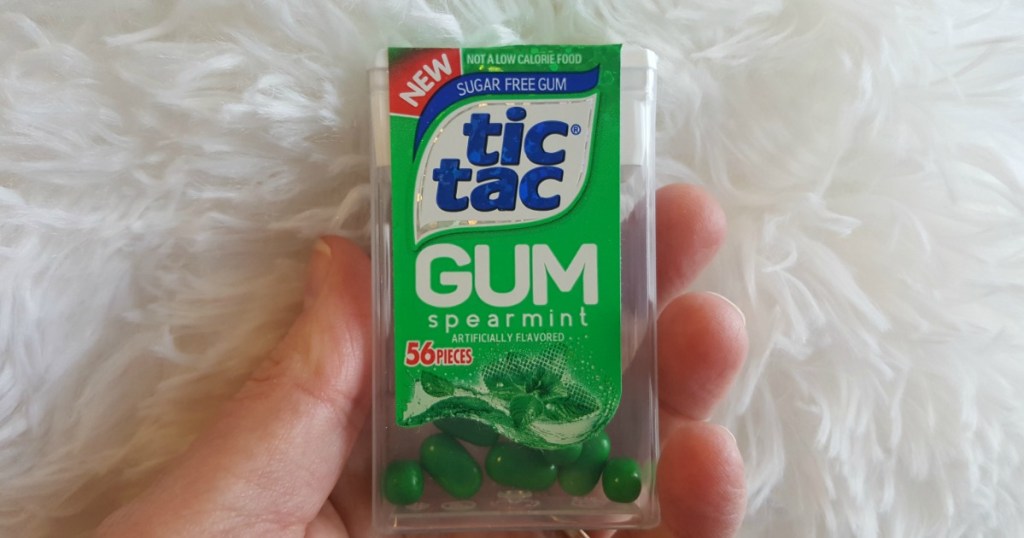 NEW
NOT A LOW CALORIE FOOD
SUGAR FREE GUM
tic®
tac
GUM
spearmint
ARTIFICIALLY FLAVORED
56 PIECES